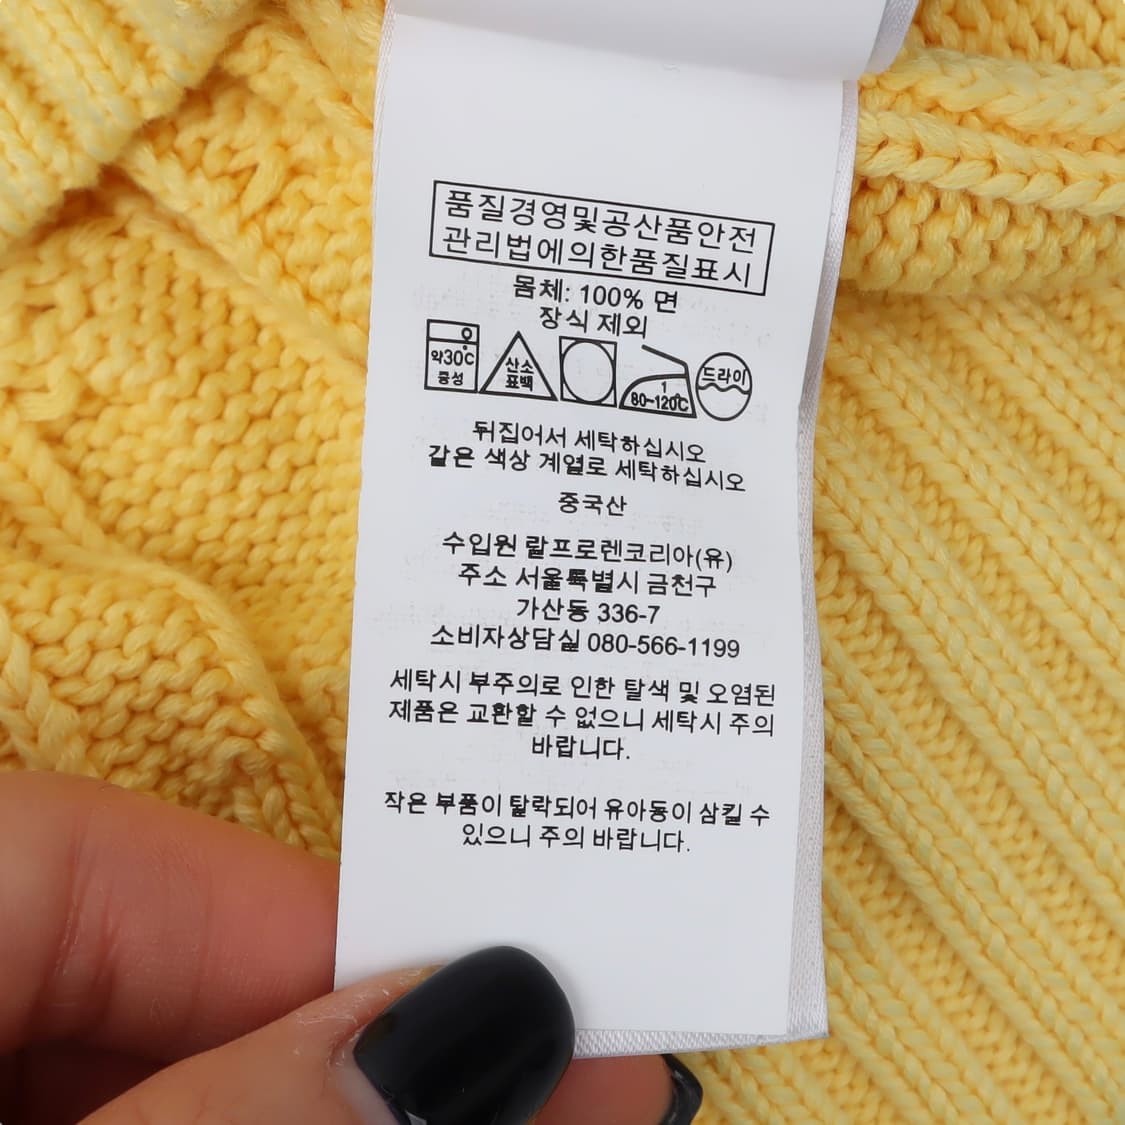 품질경영및공산품안전
관리법에의한품질표시
몸체: 100% 면
장식 제외
약30°C
중성
산소
표백
1
80~120°C
드라이
뒤집어서 세탁하십시오
같은 색상 계열로 세탁하십시오
중국산
수입원 랄프로렌코리아(유)
주소 서울특별시 금천구
가산동 336-7
소비자상담실 080-566-1199
세탁시 부주의로 인한 탈색 및 오염된
제품은 교환할 수 없으니 세탁시 주의
바랍니다.
작은 부품이 탈락되어 유아동이 삼킬 수
있으니 주의 바랍니다.